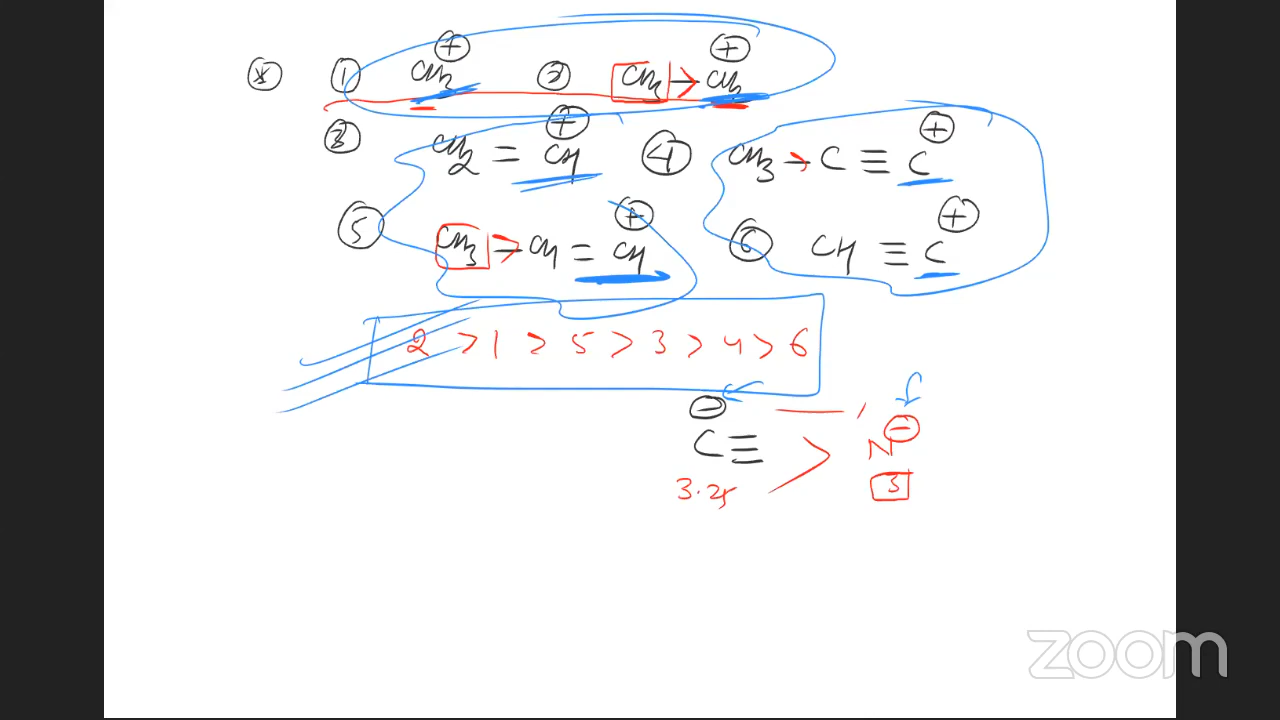 * ① CH3⊕ ② CH3→CH2⊕
③ CH2 = CH⊕ ④ CH3→C ≡ C⊕
⑤ CH3→CH = CH⊕ ⑥ CH ≡ C⊕
2 > 1 > 5 > 3 > 4 > 6
C⊖≡ > N⊖
3.25 3
zoom